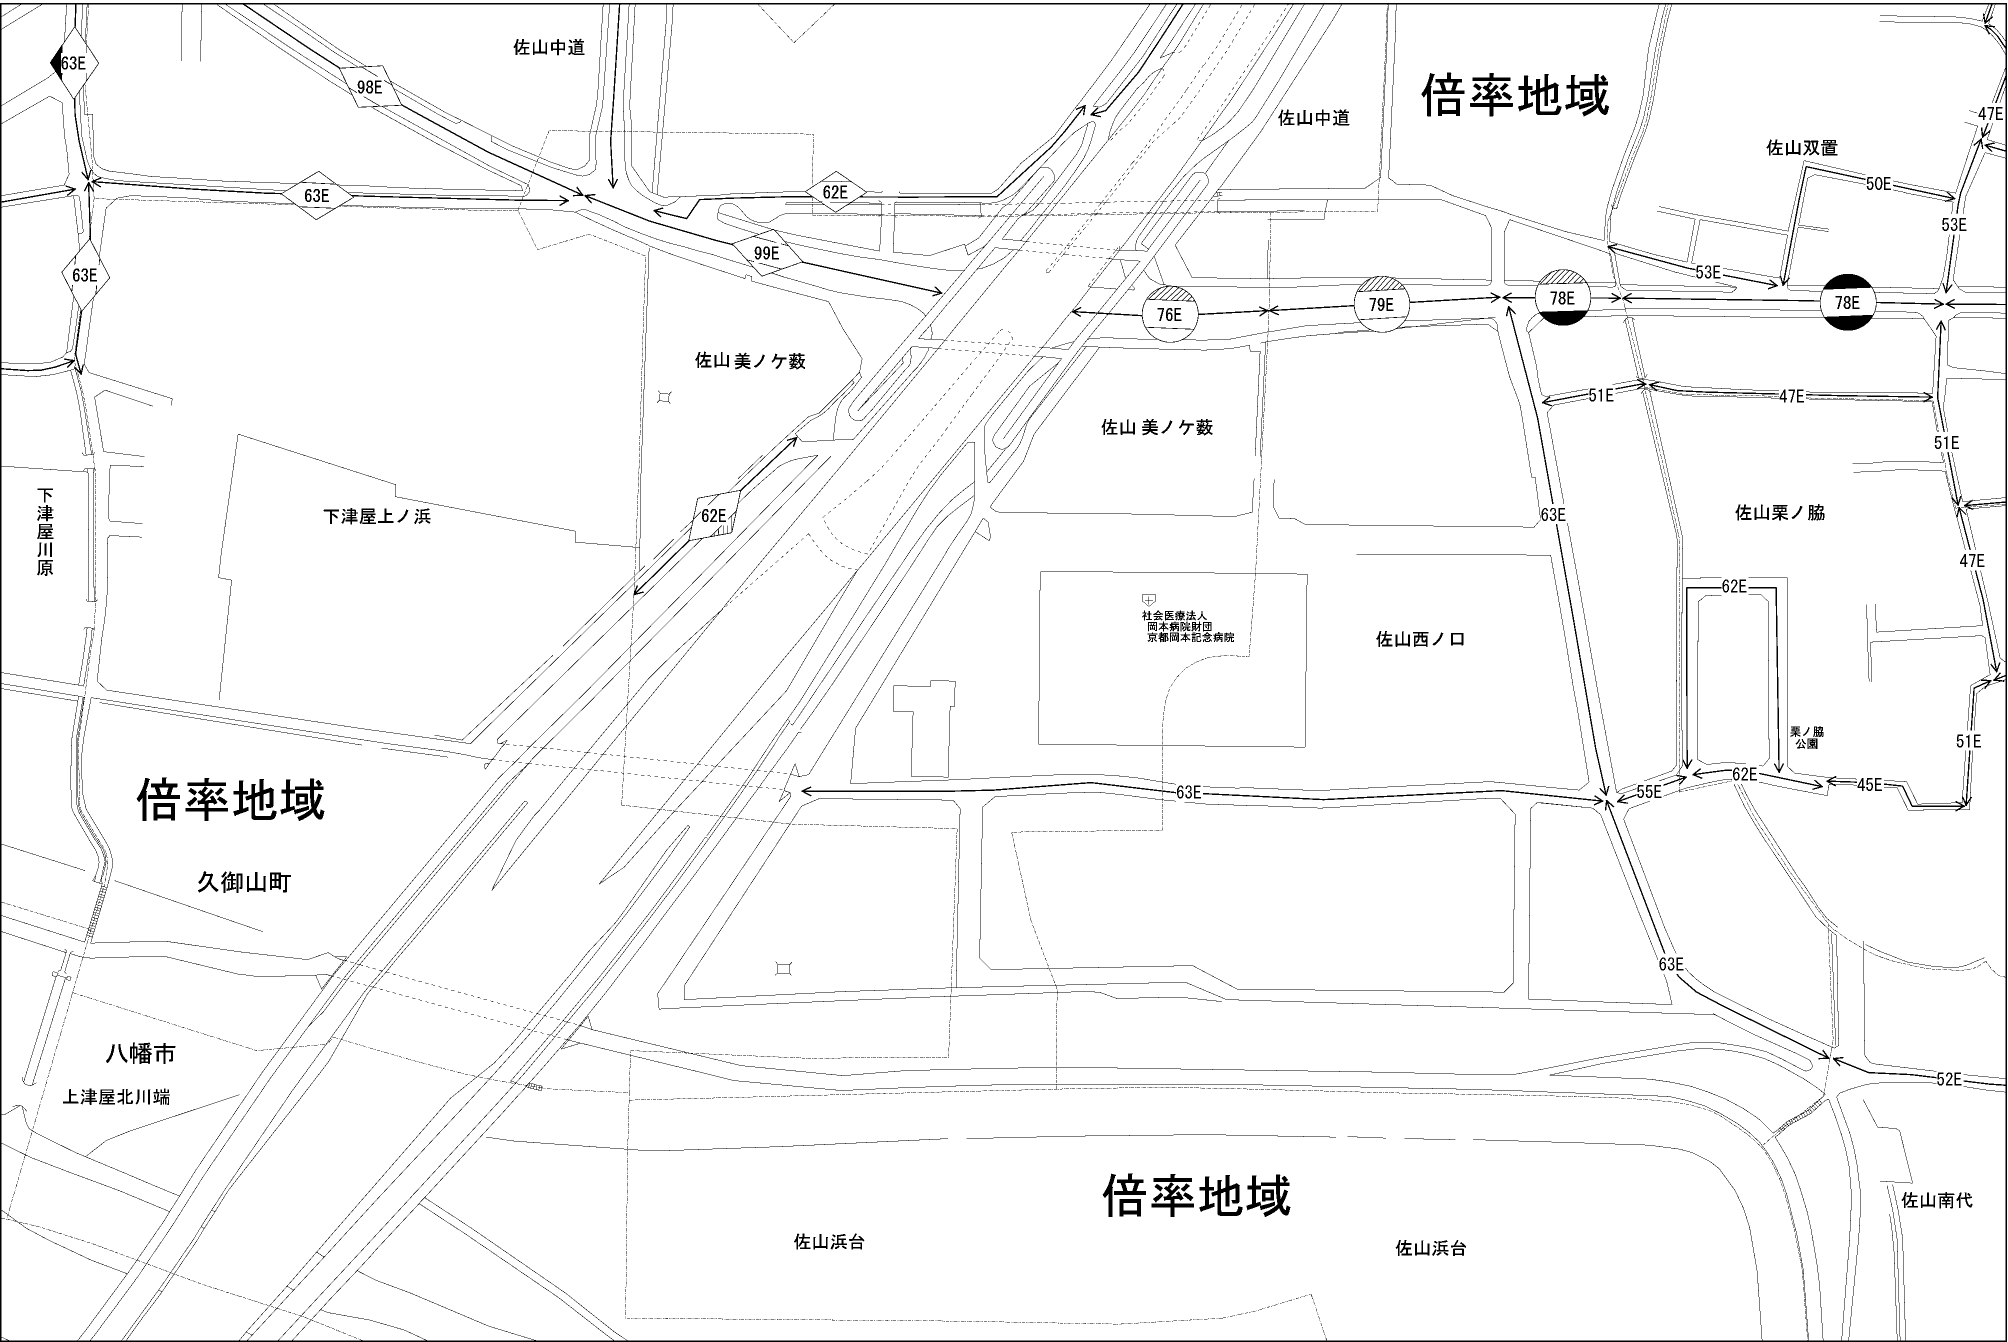 佐山中道
63E
98E
倍率地域
佐山中道
47E
佐山双置
50E
63E
62E
53E
99E
63E
53E
76E
79E
78E
78E
佐山 美ノケ薮
51E
47E
佐山 美ノケ薮
51E
下津屋川原
下津屋上ノ浜
62E
63E
佐山栗ノ脇
47E
62E
社会医療法人
岡本病院財団
京都岡本記念病院
佐山西ノ口
栗ノ脇
公園
51E
62E
63E
55E
45E
倍率地域
久御山町
63E
八幡市
上津屋北川端
52E
倍率地域
佐山南代
佐山浜台
佐山浜台